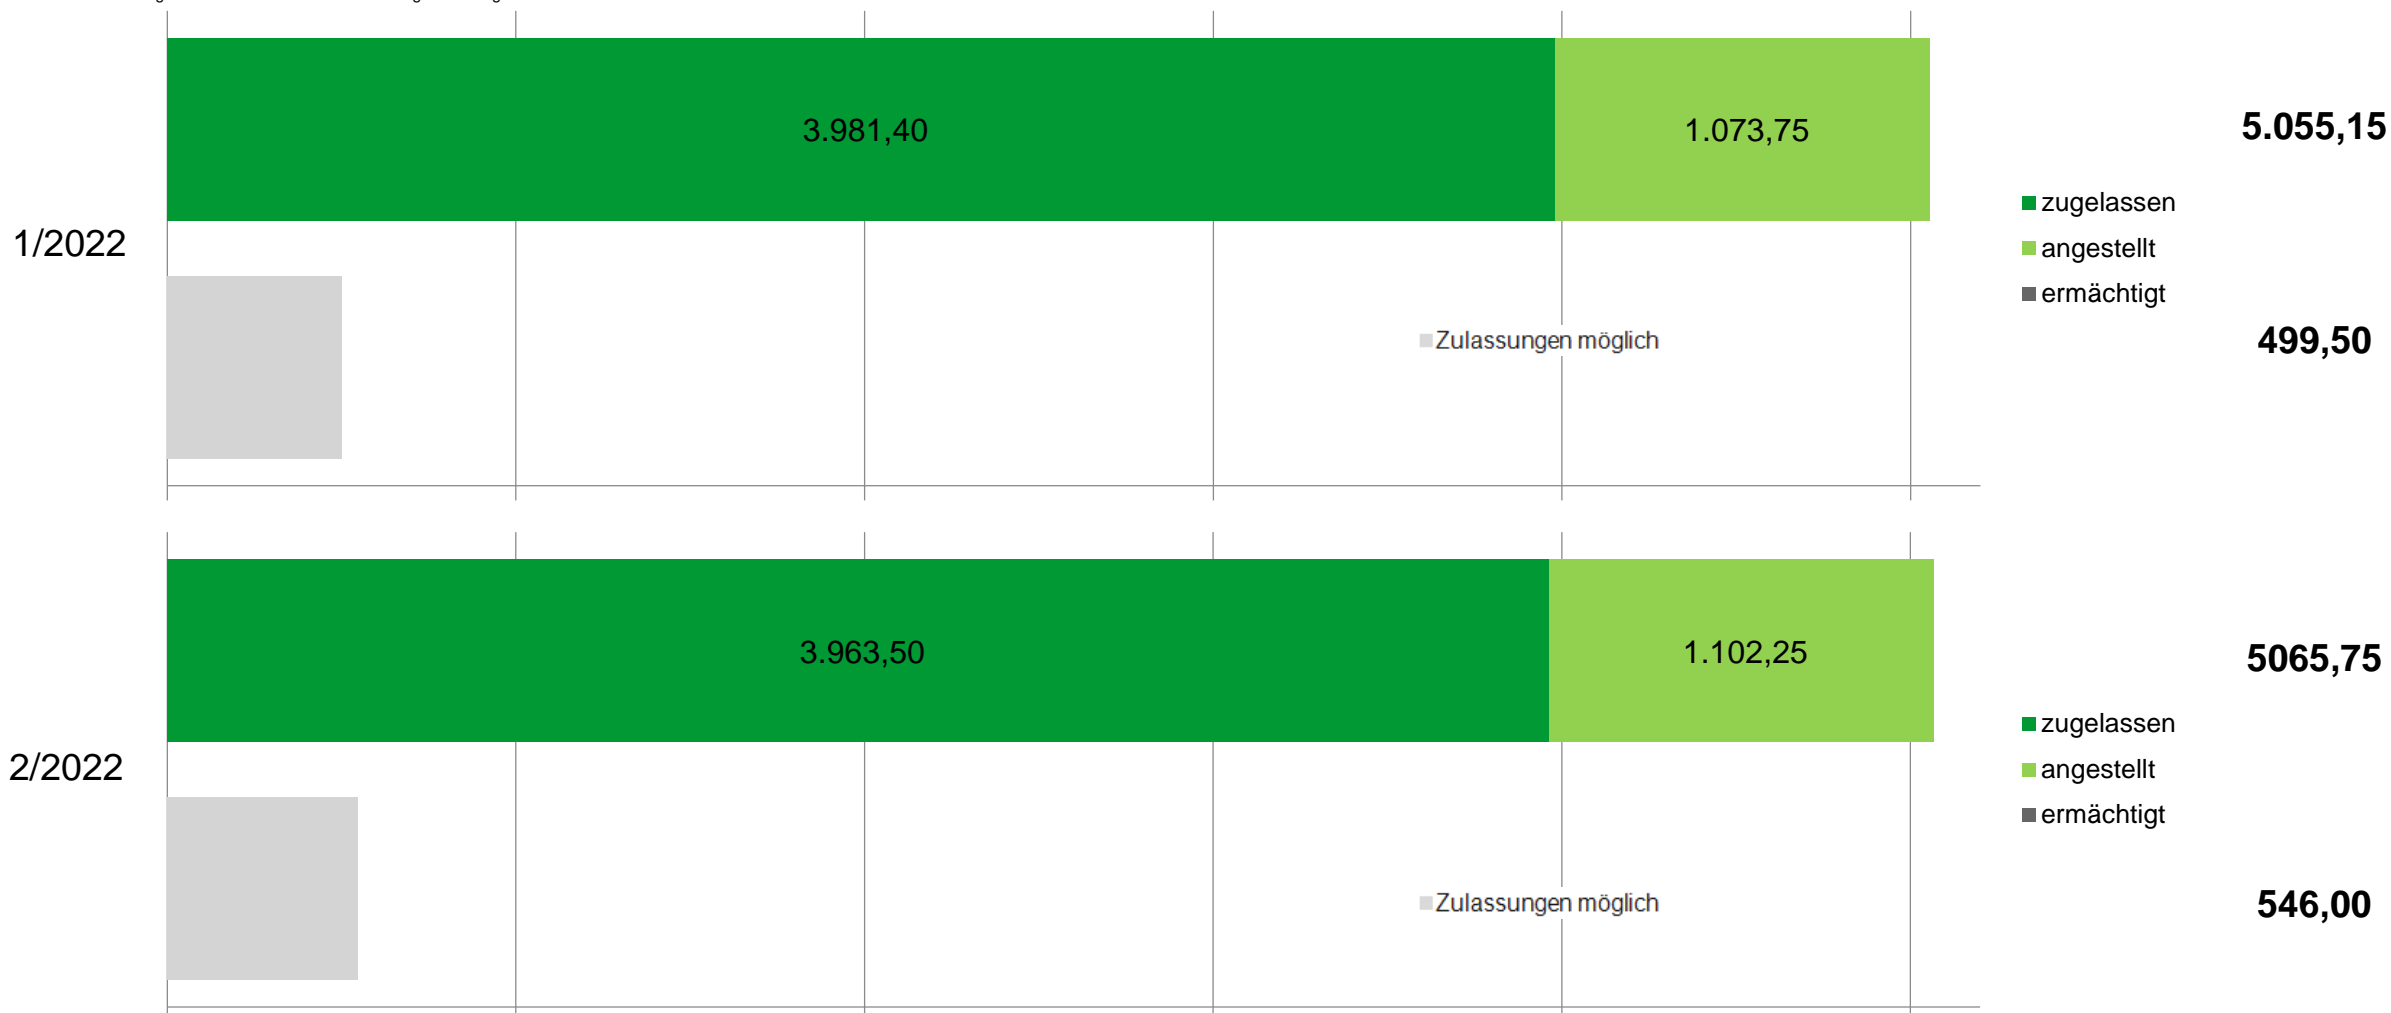 3.981,40
1.073,75
5.055,15
zugelassen
1/2022
angestellt
ermächtigt
Zulassungen möglich
499,50
3.963,50
1.102,25
5065,75
zugelassen
2/2022
angestellt
ermächtigt
Zulassungen möglich
546,00